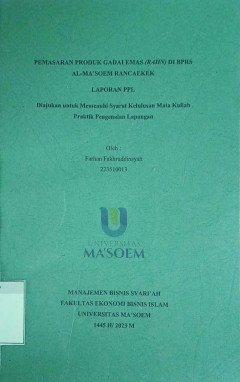 PEMASARAN PRODUK GADAI EMAS (RAHN) DI BPRS
AL-MA'SOEM RANCAEKEK
LAPORAN PPL
Diajukan untuk Memenuhi Syarat Kelulusan Mata Kuliah
Praktik Pengenalan Lapangan
Oleh :
Farhan Fakhruddinsyah
223510013
UNIVERSITAS
MA'SOEM
MANAJEMEN BISNIS SYARI'AH
FAKULTAS EKONOMI BISNIS ISLAM
UNIVERSITAS MA'SOEM
1445 H/ 2023 M